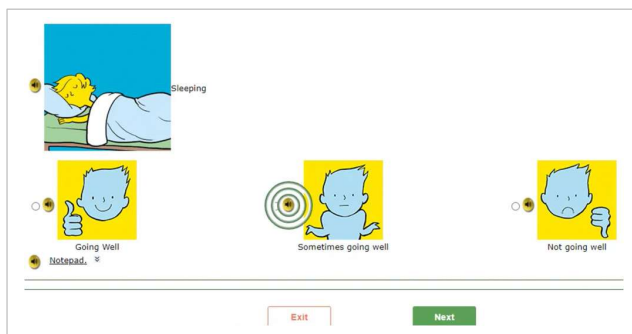 Sleeping
Going Well
Sometimes going well
Not going well
Notepad.
Exit
Next